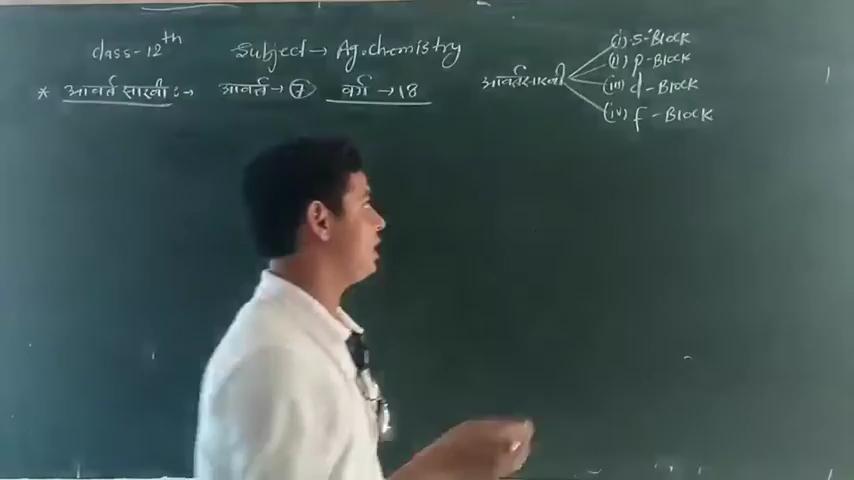 class-12th Subject → Ag.chemistry
* आवर्त सारणी :→ आवर्त → 7 वर्ग → 18
आवर्तसारणी
(i) S-Block
(ii) P-Block
(iii) d-Block
(iv) f-Block